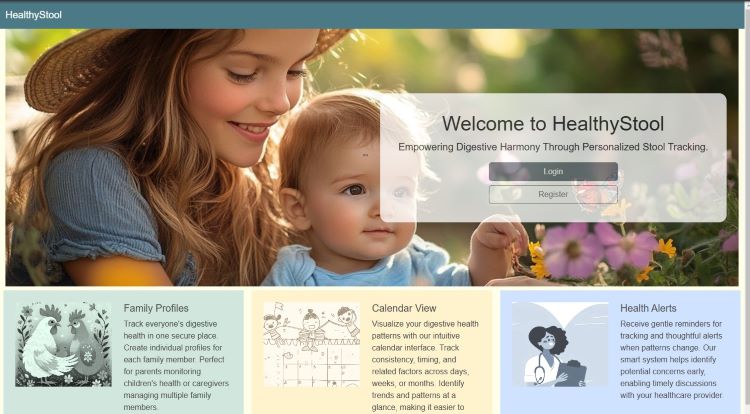 HealthyStool
Welcome to HealthyStool
Empowering Digestive Harmony Through Personalized Stool Tracking.
Login
Register
Family Profiles
Track everyone's digestive
health in one secure place.
Create individual profiles for
each family member. Perfect
for parents monitoring
children's health or caregivers
managing multiple family
members.
Calendar View
Visualize your digestive health
patterns with our intuitive
calendar interface. Track
consistency, timing, and
related factors across days,
weeks, or months. Identify
trends and patterns at a
glance, making it easier to
Health Alerts
Receive gentle reminders for
tracking and thoughtful alerts
when patterns change. Our
smart system helps identify
potential concerns early,
enabling timely discussions
with your healthcare provider.